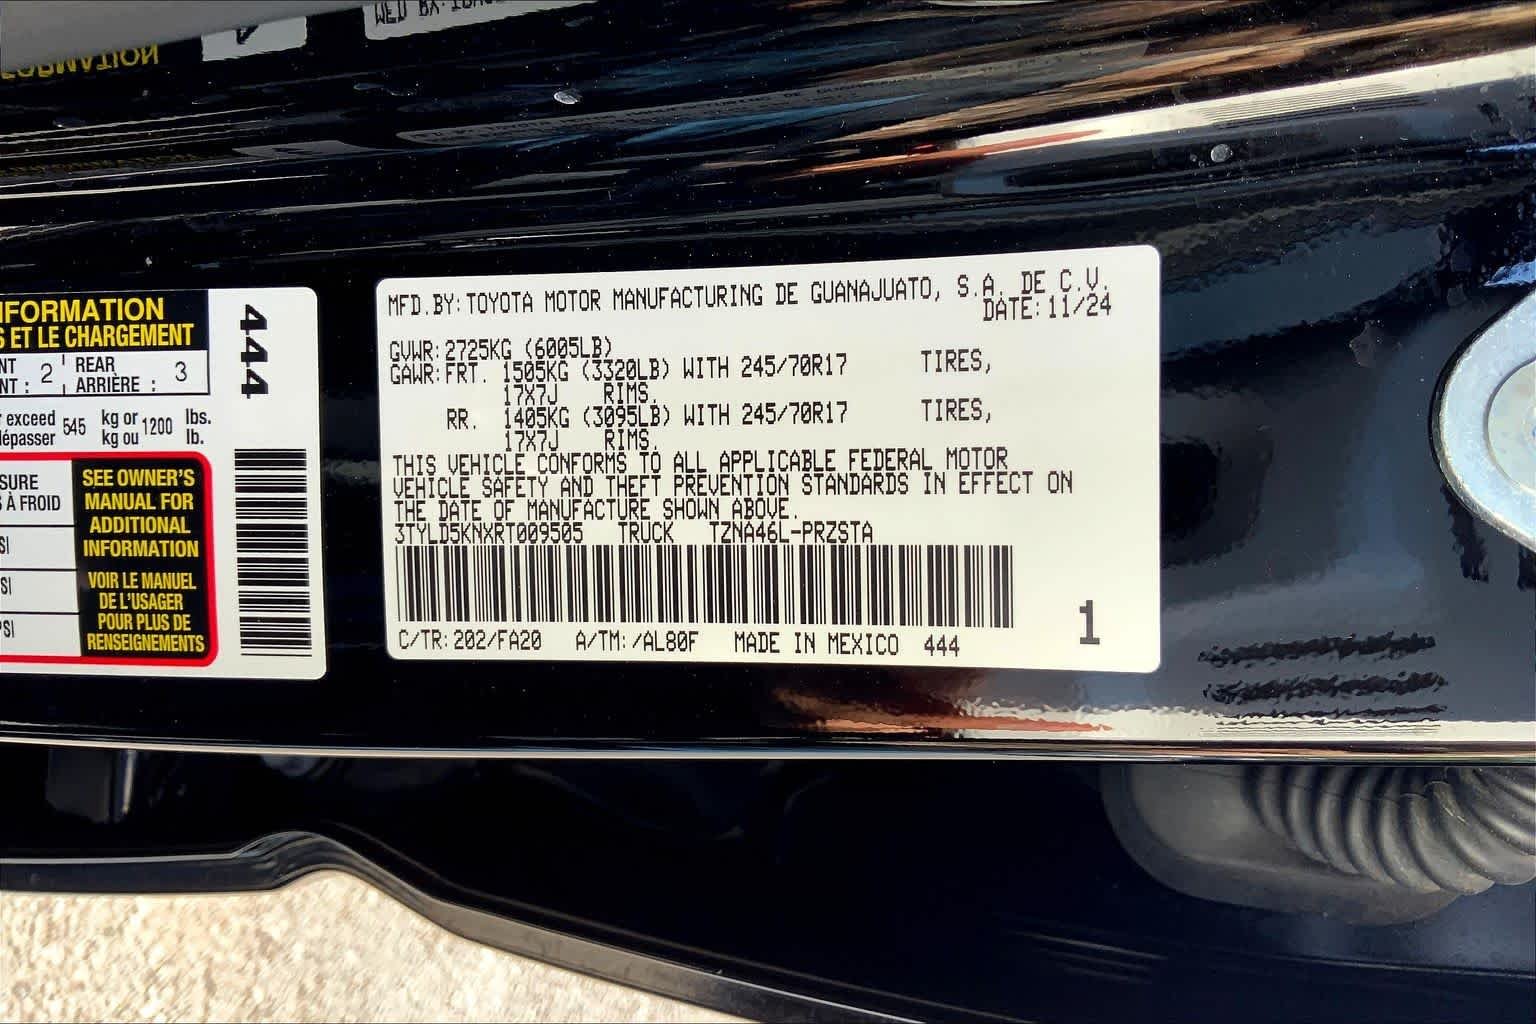 NFORMATION
S ET LE CHARGEMENT
NT : 2 REAR ARRIÈRE : 3
r exceed dépasser 545 kg or kg ou 1200 lbs. lb.
SURE
S À FROID
SI
SI
PSI
SEE OWNER'S
MANUAL FOR
ADDITIONAL
INFORMATION
VOIR LE MANUEL
DE L'USAGER
POUR PLUS DE
RENSEIGNEMENTS
444
MFD.BY: TOYOTA MOTOR MANUFACTURING DE GUANAJUATO, S.A. DE C.V.
DATE: 11/24
GVWR: 2725KG (6005LB)
GAWR: FRT. 1505KG (3320LB) WITH 245/70R17 TIRES,
17X7J RIMS.
RR. 1405KG (3095LB) WITH 245/70R17 TIRES,
17X7J RIMS.
THIS VEHICLE CONFORMS TO ALL APPLICABLE FEDERAL MOTOR
VEHICLE SAFETY AND THEFT PREVENTION STANDARDS IN EFFECT ON
THE DATE OF MANUFACTURE SHOWN ABOVE.
3TYLD5KNXRT009505 TRUCK TZNA46L-PRZSTA
C/TR: 202/FA20 A/TM: /AL80F MADE IN MEXICO 444
1